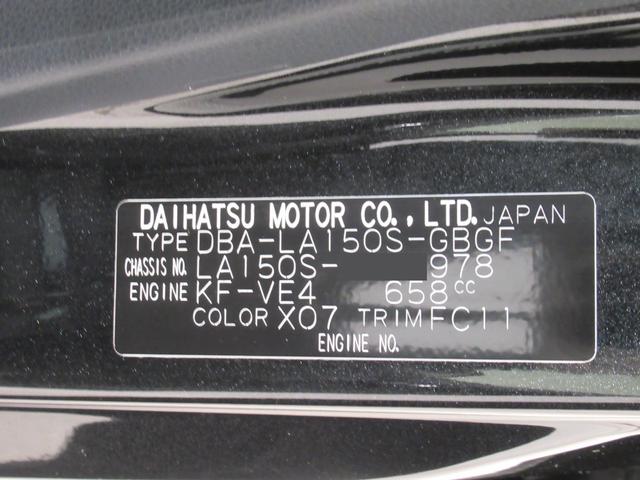 DAIHATSU MOTOR CO., LTD. JAPAN
TYPE DBA-LA150S-GBGF
CHASSIS NO. LA150S- 978
ENGINE KF-VE4 658 CC
COLOR X07 TRIM FC11
ENGINE NO.